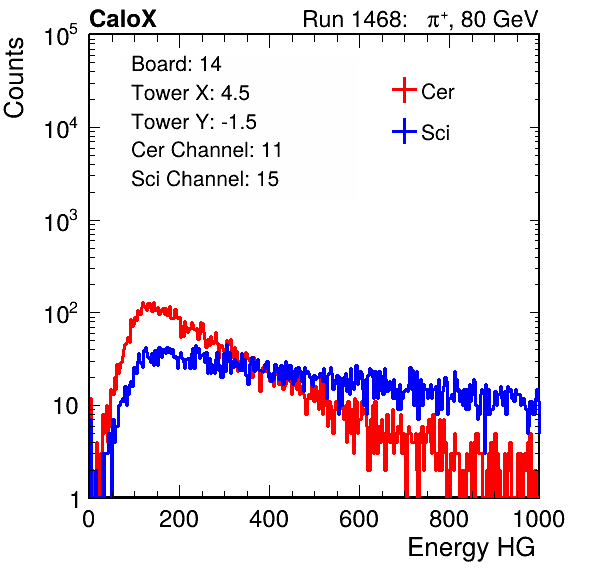 CaloX Run 1468: π⁺, 80 GeV
Counts
10⁵
10⁴
10³
10²
10
1
Board: 14
Tower X: 4.5
Tower Y: -1.5
Cer Channel: 11
Sci Channel: 15
Cer
Sci
0 200 400 600 800 1000
Energy HG